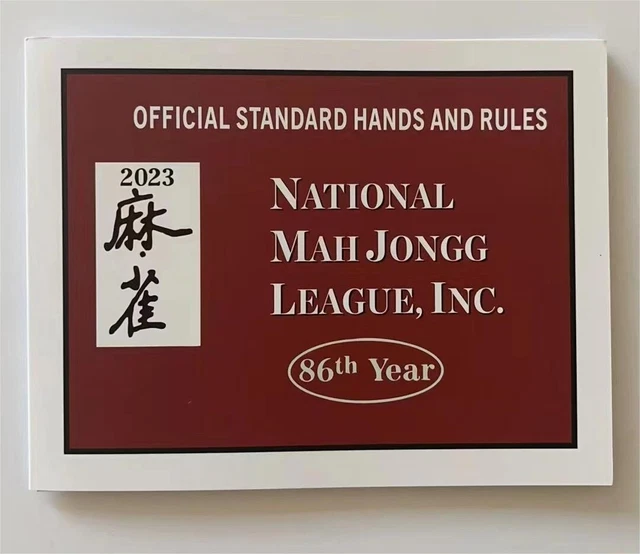 OFFICIAL STANDARD HANDS AND RULES
2023
麻
雀
NATIONAL
MAH JONGG
LEAGUE, INC.
86th Year